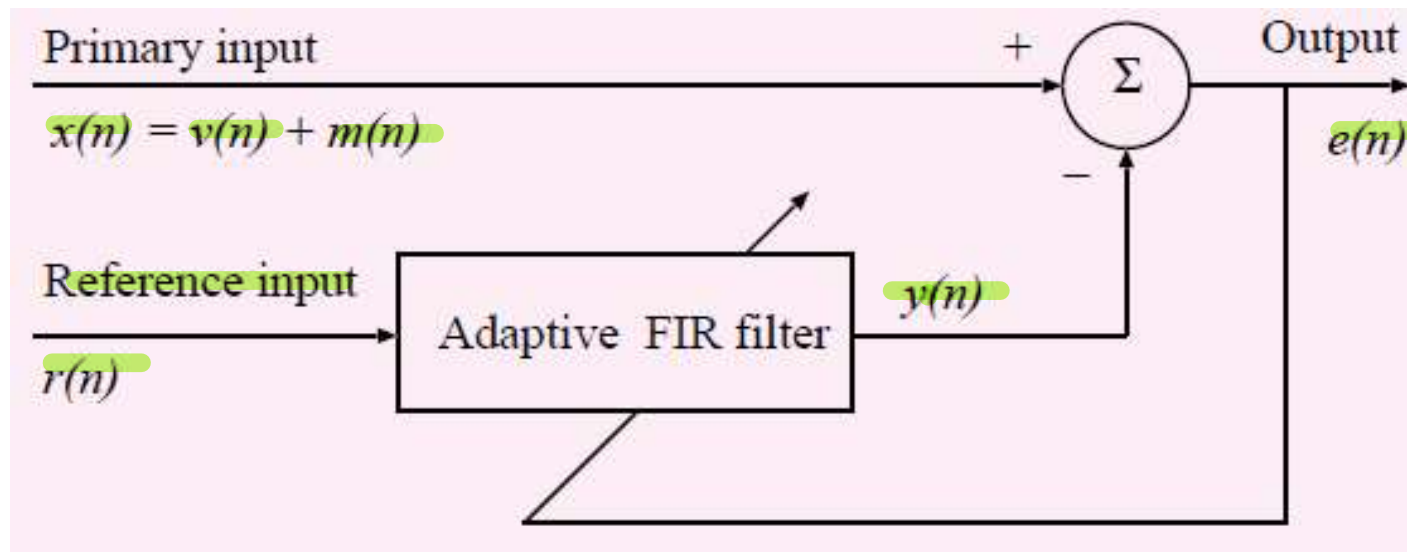 Primary input
+
Σ
Output
x(n) = v(n) + m(n)
e(n)
–
Reference input
y(n)
Adaptive FIR filter
r(n)